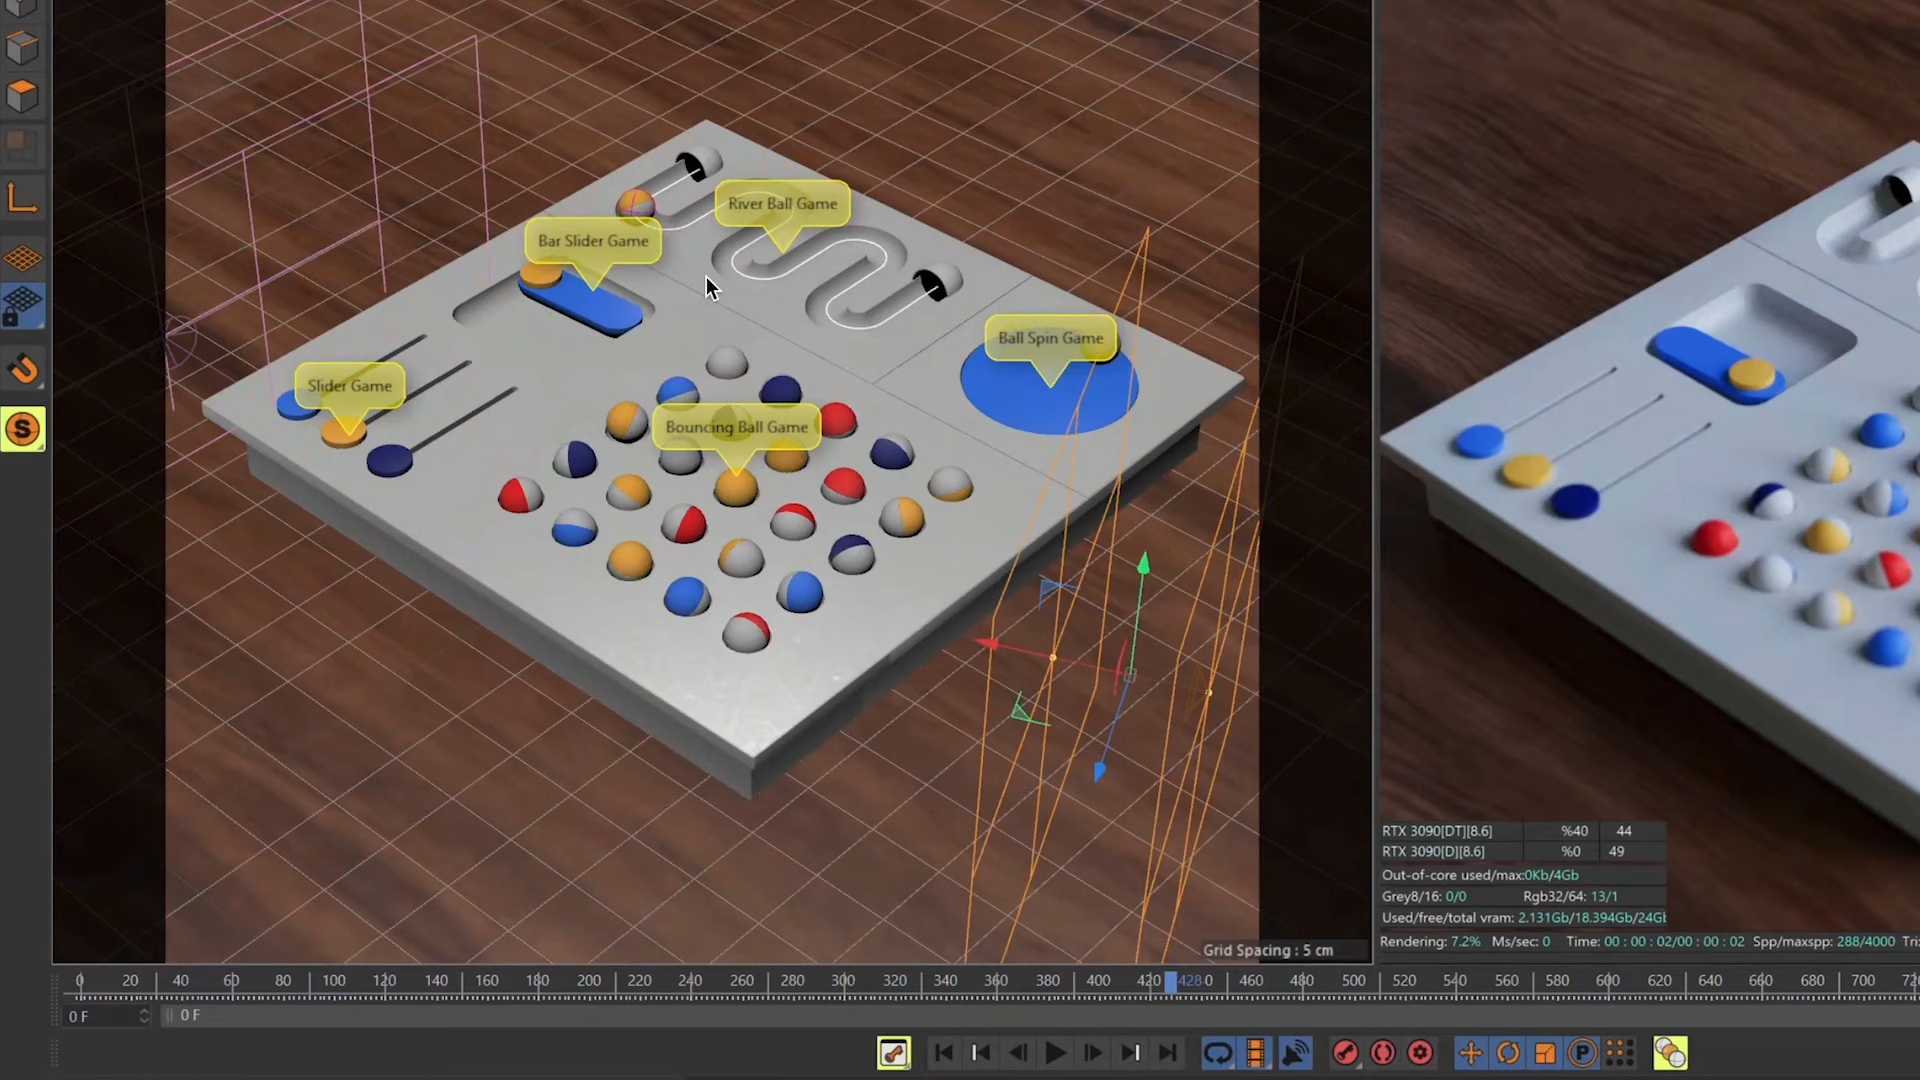 River Ball Game
Bar Slider Game
Ball Spin Game
Slider Game
Bouncing Ball Game
S
RTX 3090[DT][8.6] %40 44
RTX 3090[D][8.6] %0 49
Out-of-core used/max:0Kb/4Gb
Grey8/16: 0/0 Rgb32/64: 13/1
Used/free/total vram: 2.131Gb/18.394Gb/24Gb
Rendering: 7.2% Ms/sec: 0 Time: 00 : 00 : 02/00 : 00 : 02 Spp/maxspp: 288/4000 Tri
Grid Spacing : 5 cm
0 20 40 60 80 100 120 140 160 180 200 220 240 260 280 300 320 340 360 380 400 420 428 0 460 480 500 520 540 560 580 600 620 640 660 680 700 72
0 F 0 F
P